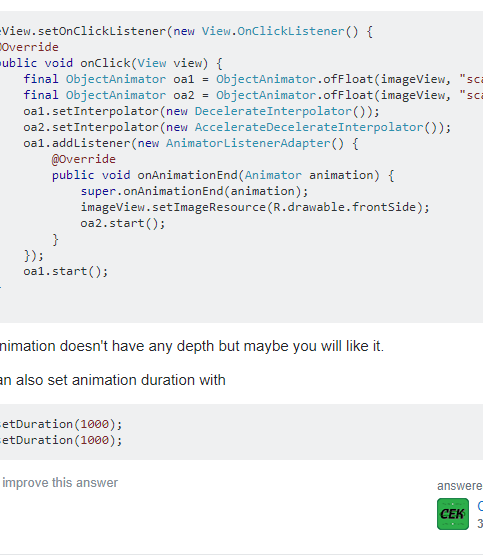 eView.setOnClickListener(new View.OnClickListener() {
@Override
public void onClick(View view) {
final ObjectAnimator oa1 = ObjectAnimator.ofFloat(imageView, "sca
final ObjectAnimator oa2 = ObjectAnimator.ofFloat(imageView, "sca
oa1.setInterpolator(new DecelerateInterpolator());
oa2.setInterpolator(new AccelerateDecelerateInterpolator());
oa1.addListener(new AnimatorListenerAdapter() {
@Override
public void onAnimationEnd(Animator animation) {
super.onAnimationEnd(animation);
imageView.setImageResource(R.drawable.frontSide);
oa2.start();
}
});
oa1.start();
nimation doesn't have any depth but maybe you will like it.
an also set animation duration with
setDuration(1000);
setDuration(1000);
improve this answer
answere
CEK
C
3